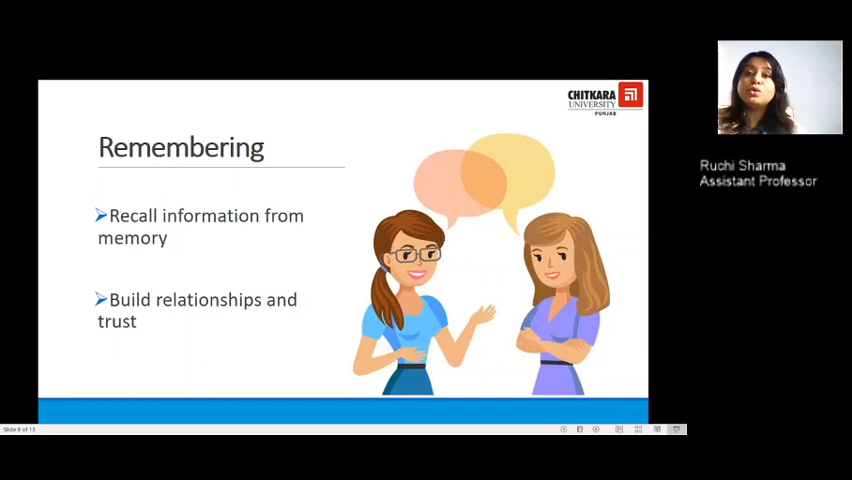 CHITKARA
UNIVERSITY
PUNJAB
Remembering
Recall information from
memory
Build relationships and
trust
Ruchi Sharma
Assistant Professor
Slide 9 of 13